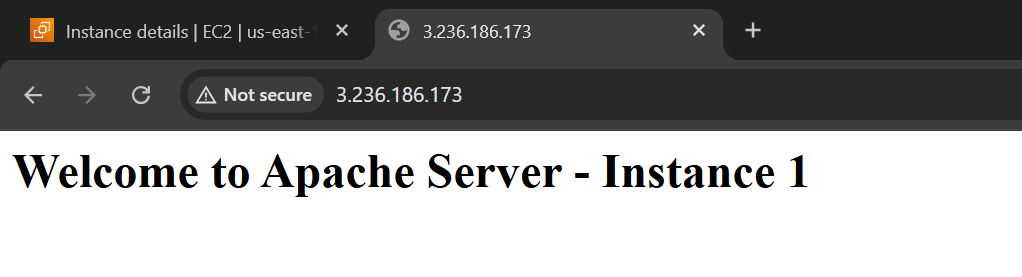 Instance details | EC2 | us-east-1
3.236.186.173
Not secure
3.236.186.173
Welcome to Apache Server - Instance 1